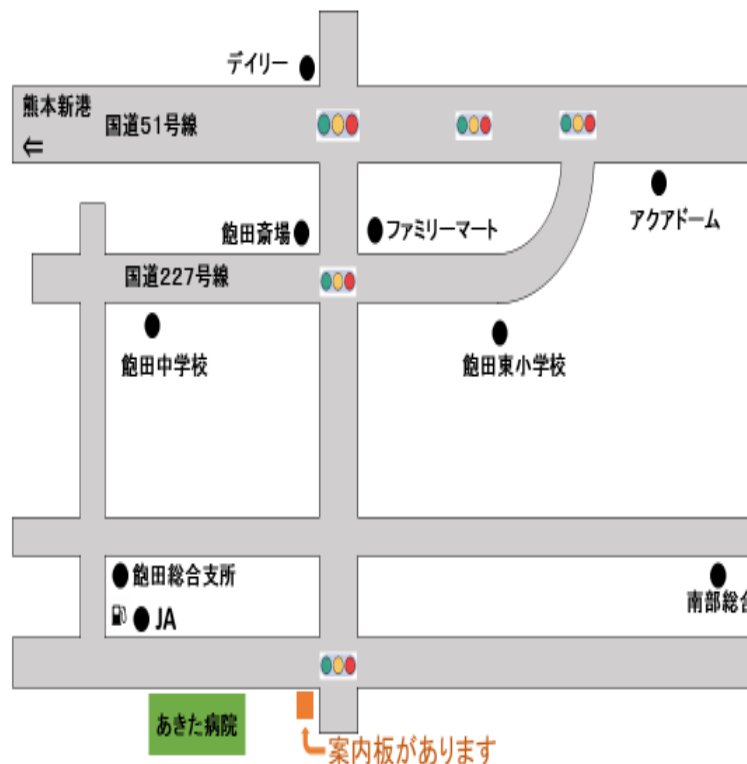 デイリー
熊本新港
⇐
国道51号線
アクアドーム
飽田斎場
ファミリーマート
国道227号線
飽田中学校
飽田東小学校
飽田総合支所
南部総合
JA
あきた病院
案内板があります